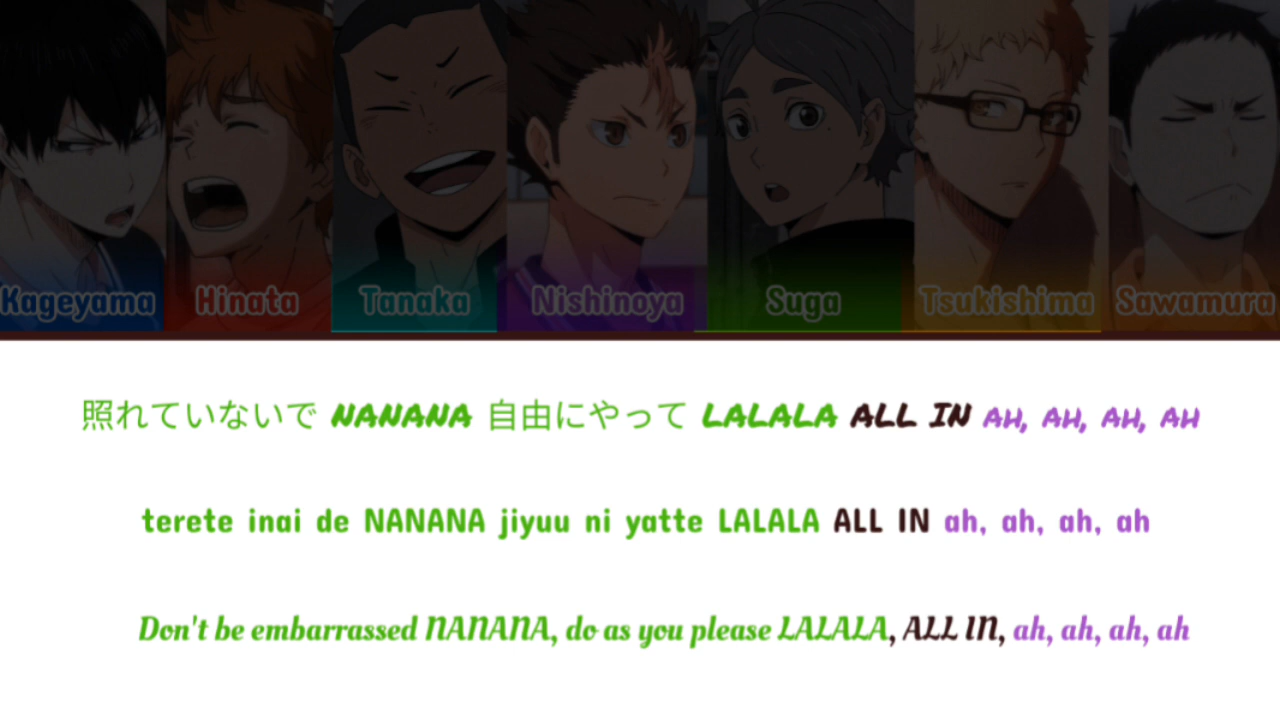 Kageyama Hinata Tanaka Nishinoya Suga Tsukishima Sawamura
照れていないで NANANA 自由にやって LALALA ALL IN AH, AH, AH, AH
terete inai de NANANA jiyuu ni yatte LALALA ALL IN ah, ah, ah, ah
Don't be embarrassed NANANA, do as you please LALALA, ALL IN, ah, ah, ah, ah